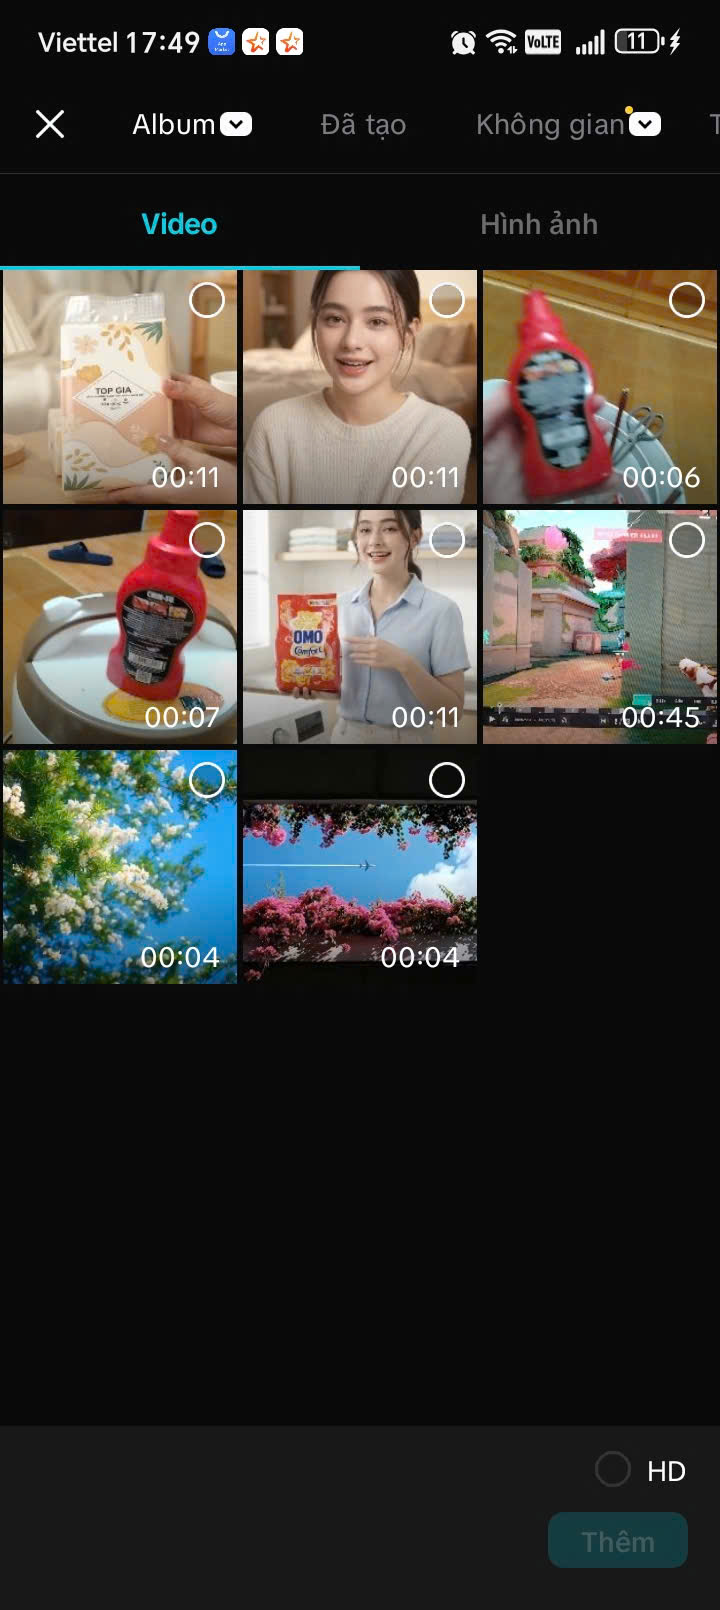 Viettel 17:49
VoLTE
11
Album
Đã tạo
Không gian
T
Video
Hình ảnh
TOP GIA
00:11
00:11
00:06
00:07
OMO
Comfort
00:11
00:45
00:04
00:04
HD
Thêm